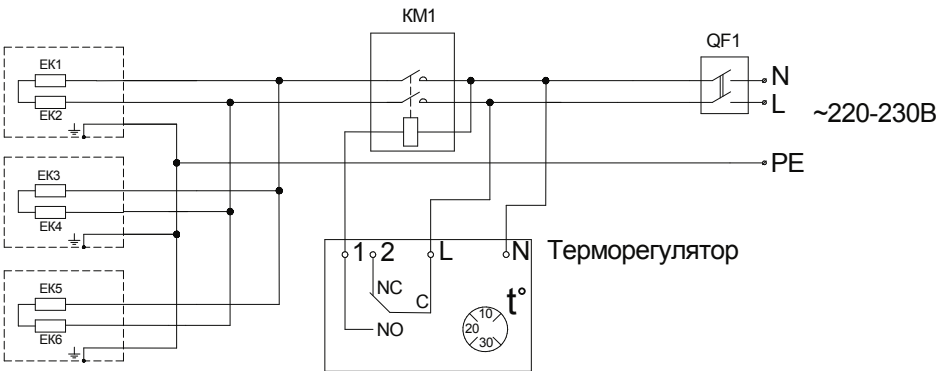 KM1
QF1
EK1
EK2
N
L
~220-230В
PE
EK3
EK4
1 2 L N Терморегулятор
EK5
EK6
NC
C
NO
t°
10
20
30